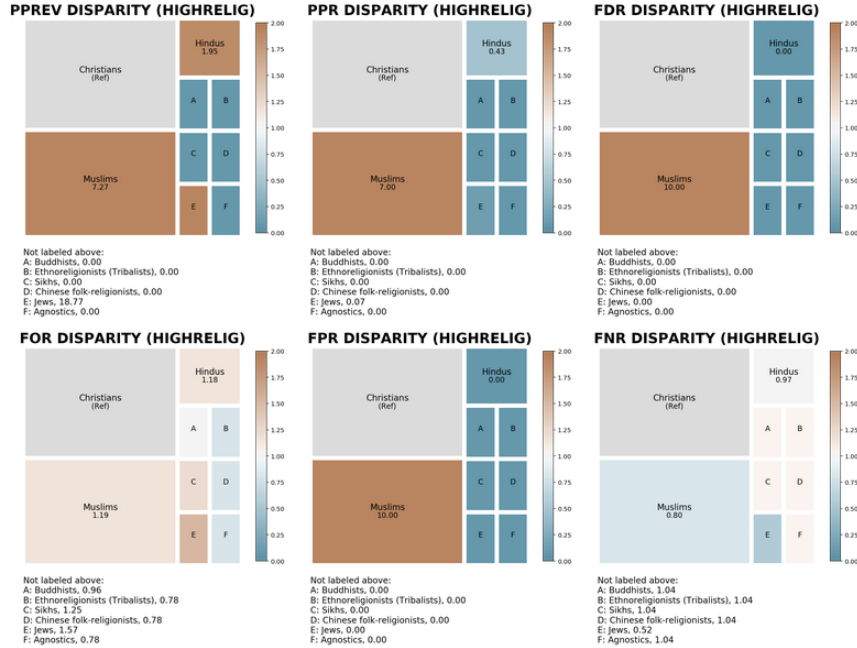 PPREV DISPARITY (HIGHRELIG)
Christians
(Ref)
Hindus
1.95
A
B
C
D
E
F
Muslims
7.27
2.00
1.75
1.50
1.25
1.00
0.75
0.50
0.25
0.00
Not labeled above:
A: Buddhists, 0.00
B: Ethnoreligionists (Tribalists), 0.00
C: Sikhs, 0.00
D: Chinese folk-religionists, 0.00
E: Jews, 18.77
F: Agnostics, 0.00
PPR DISPARITY (HIGHRELIG)
Christians
(Ref)
Hindus
0.43
A
B
C
D
E
F
Muslims
7.00
2.00
1.75
1.50
1.25
1.00
0.75
0.50
0.25
0.00
Not labeled above:
A: Buddhists, 0.00
B: Ethnoreligionists (Tribalists), 0.00
C: Sikhs, 0.00
D: Chinese folk-religionists, 0.00
E: Jews, 0.07
F: Agnostics, 0.00
FDR DISPARITY (HIGHRELIG)
Christians
(Ref)
Hindus
0.00
A
B
C
D
E
F
Muslims
10.00
2.00
1.75
1.50
1.25
1.00
0.75
0.50
0.25
0.00
Not labeled above:
A: Buddhists, 0.00
B: Ethnoreligionists (Tribalists), 0.00
C: Sikhs, 0.00
D: Chinese folk-religionists, 0.00
E: Jews, 0.00
F: Agnostics, 0.00
FOR DISPARITY (HIGHRELIG)
Christians
(Ref)
Hindus
1.18
A
B
C
D
E
F
Muslims
1.19
2.00
1.75
1.50
1.25
1.00
0.75
0.50
0.25
0.00
Not labeled above:
A: Buddhists, 0.96
B: Ethnoreligionists (Tribalists), 0.78
C: Sikhs, 1.25
D: Chinese folk-religionists, 0.78
E: Jews, 1.57
F: Agnostics, 0.78
FPR DISPARITY (HIGHRELIG)
Christians
(Ref)
Hindus
0.00
A
B
C
D
E
F
Muslims
10.00
2.00
1.75
1.50
1.25
1.00
0.75
0.50
0.25
0.00
Not labeled above:
A: Buddhists, 0.00
B: Ethnoreligionists (Tribalists), 0.00
C: Sikhs, 0.00
D: Chinese folk-religionists, 0.00
E: Jews, 0.00
F: Agnostics, 0.00
FNR DISPARITY (HIGHRELIG)
Christians
(Ref)
Hindus
0.97
A
B
C
D
E
F
Muslims
0.80
2.00
1.75
1.50
1.25
1.00
0.75
0.50
0.25
0.00
Not labeled above:
A: Buddhists, 1.04
B: Ethnoreligionists (Tribalists), 1.04
C: Sikhs, 1.04
D: Chinese folk-religionists, 1.04
E: Jews, 0.52
F: Agnostics, 1.04